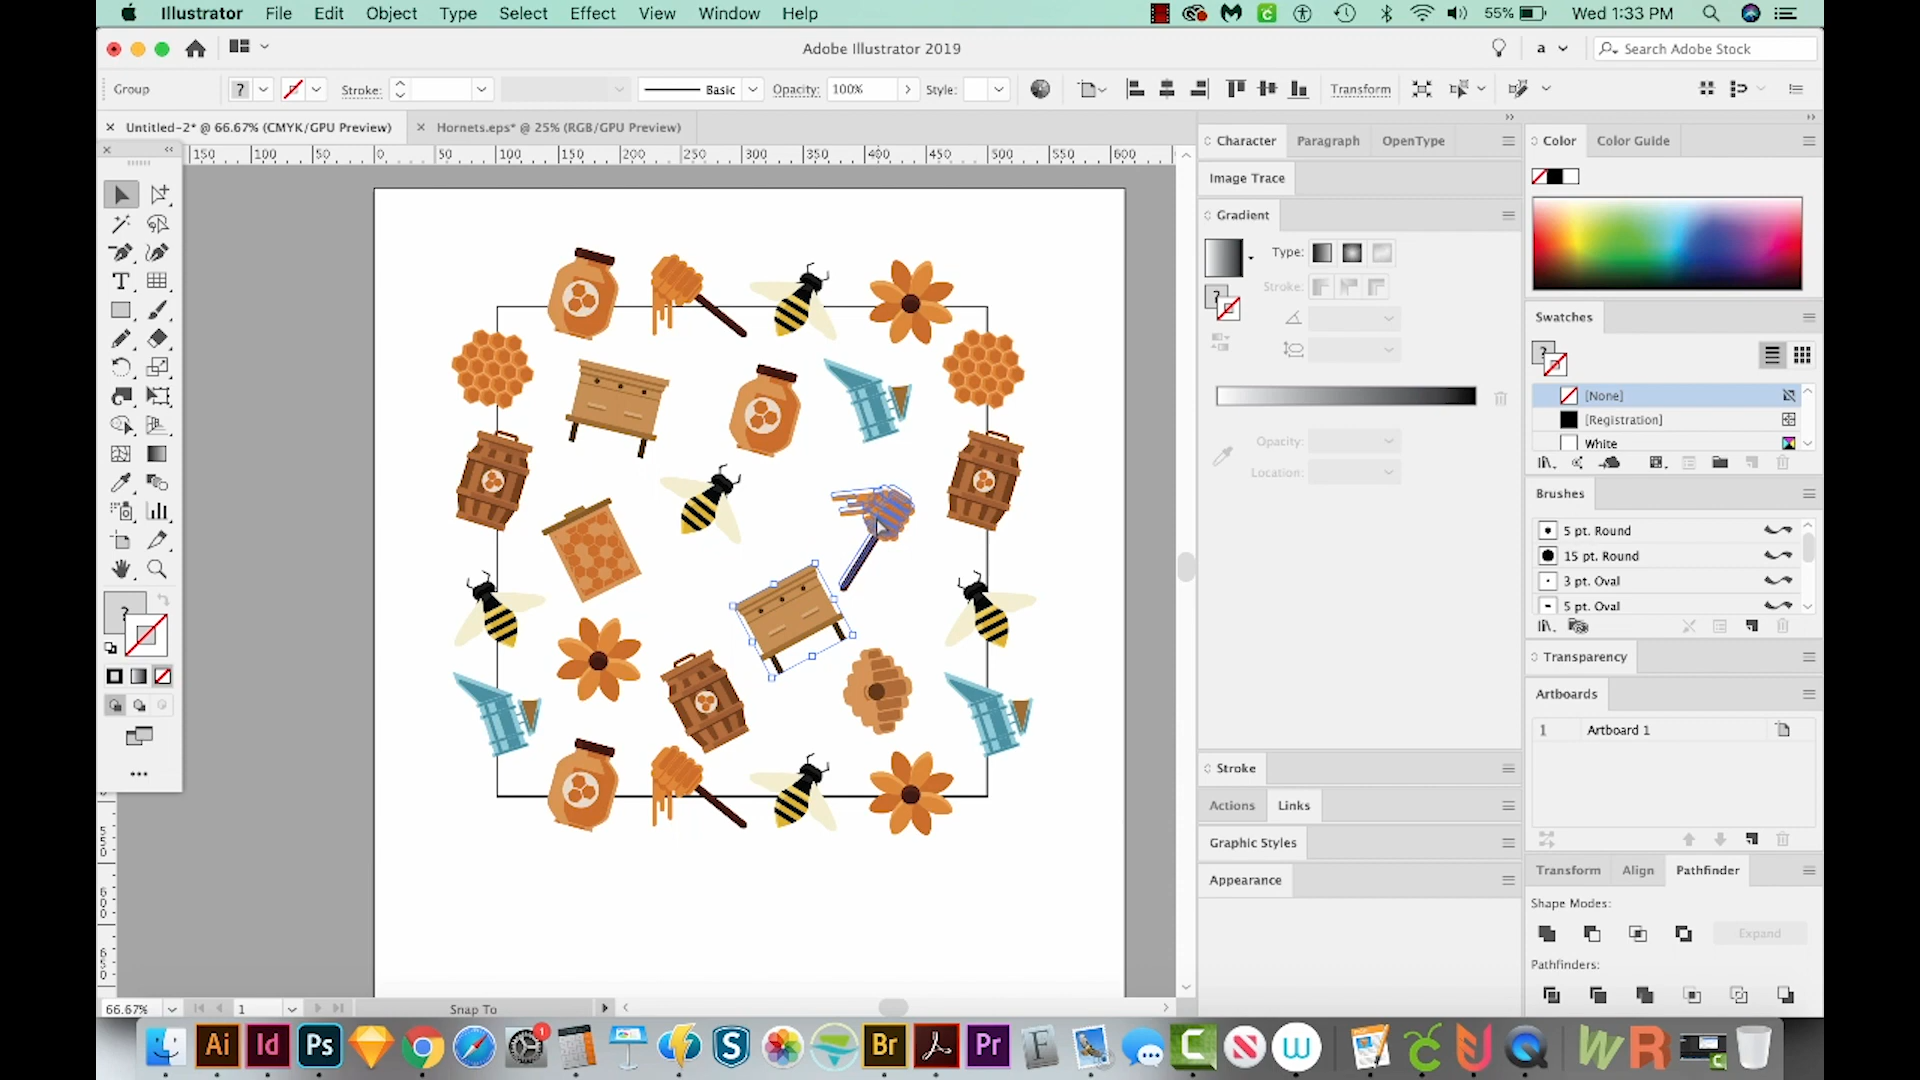 Illustrator File Edit Object Type Select Effect View Window Help
55% Wed 1:33 PM
Adobe Illustrator 2019
a
Search Adobe Stock
Group
?
Stroke:
Basic
Opacity: 100%
Style:
Transform
Untitled-2* @ 66.67% (CMYK/GPU Preview)
Hornets.eps* @ 25% (RGB/GPU Preview)
150 100 50 0 50 100 150 200 250 300 350 400 450 500 550 600
Character Paragraph OpenType
Image Trace
Gradient
Type:
Stroke:
?
Opacity:
Location:
Stroke
Actions Links
Graphic Styles
Appearance
Color Color Guide
Swatches
?
[None]
[Registration]
White
Brushes
5 pt. Round
15 pt. Round
3 pt. Oval
5 pt. Oval
Transparency
Artboards
1 Artboard 1
Transform Align Pathfinder
Shape Modes:
Expand
Pathfinders:
T
?
550
600
650
66.67% 1 Snap To
Ai Id Ps 1 S Br Pr F C N W U W R